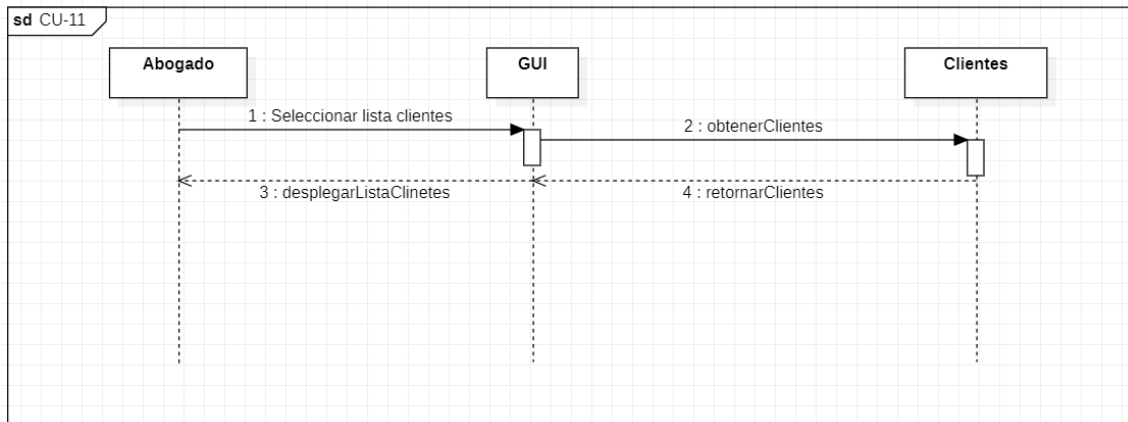 sd CU-11
Abogado
GUI
Clientes
1 : Seleccionar lista clientes
2 : obtenerClientes
3 : desplegarListaClinetes
4 : retornarClientes